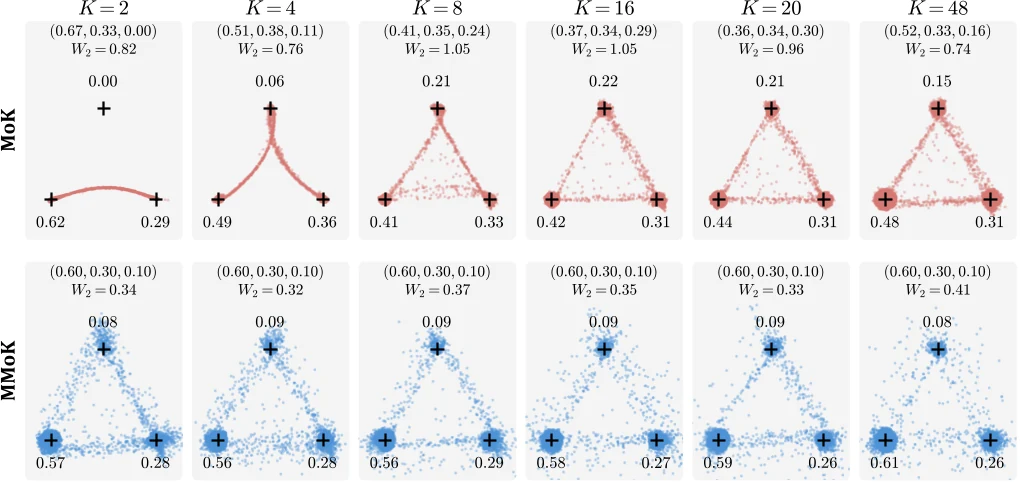 K = 2 K = 4 K = 8 K = 16 K = 20 K = 48
MoK
(0.67, 0.33, 0.00) (0.51, 0.38, 0.11) (0.41, 0.35, 0.24) (0.37, 0.34, 0.29) (0.36, 0.34, 0.30) (0.52, 0.33, 0.16)
W₂ = 0.82 W₂ = 0.76 W₂ = 1.05 W₂ = 1.05 W₂ = 0.96 W₂ = 0.74
0.00 0.06 0.21 0.22 0.21 0.15
0.62 0.29 0.49 0.36 0.41 0.33 0.42 0.31 0.44 0.31 0.48 0.31
MMoK
(0.60, 0.30, 0.10) (0.60, 0.30, 0.10) (0.60, 0.30, 0.10) (0.60, 0.30, 0.10) (0.60, 0.30, 0.10) (0.60, 0.30, 0.10)
W₂ = 0.34 W₂ = 0.32 W₂ = 0.37 W₂ = 0.35 W₂ = 0.33 W₂ = 0.41
0.08 0.09 0.09 0.09 0.09 0.08
0.57 0.28 0.56 0.28 0.56 0.29 0.58 0.27 0.59 0.26 0.61 0.26